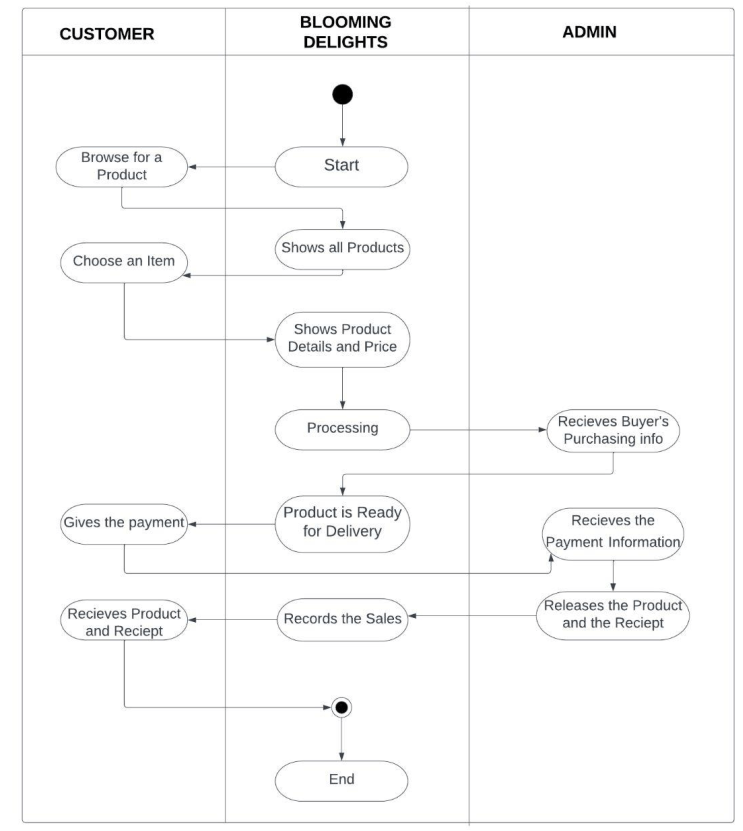 CUSTOMER
BLOOMING
DELIGHTS
ADMIN
Start
Browse for a
Product
Shows all Products
Choose an Item
Shows Product
Details and Price
Processing
Recieves Buyer's
Purchasing info
Product is Ready
for Delivery
Gives the payment
Recieves the
Payment Information
Releases the Product
and the Reciept
Records the Sales
Recieves Product
and Reciept
End